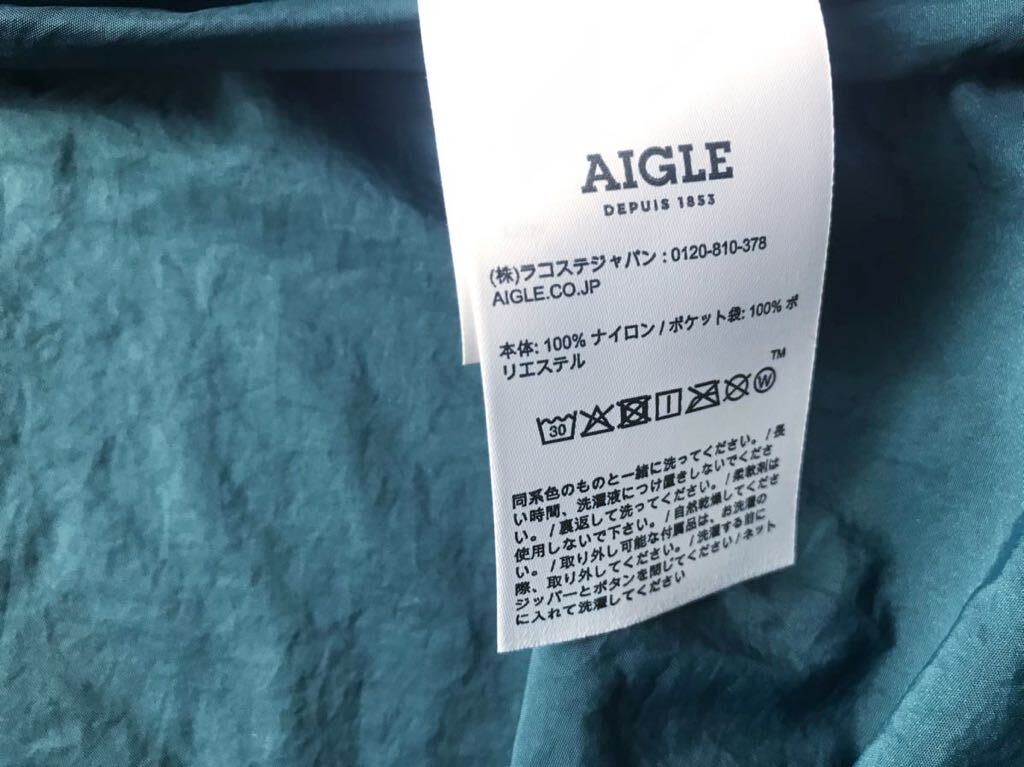 AIGLE
DEPUIS 1853
(株)ラコステジャパン : 0120-810-378
AIGLE.CO.JP
本体: 100% ナイロン / ポケット袋: 100% ポ
リエステル
TM
30
W
同系色のものと一緒に洗ってください。/ 長
い時間、洗濯液につけ置きしないでくださ
い。/ 裏返して洗ってください。/ 柔軟剤は
使用しないで下さい。/ 自然乾燥してくださ
い。/ 取り外し可能な付属品は、お洗濯の
際、取り外してください。/ 洗濯する前に
ジッパーとボタンを閉じてください / ネット
に入れて洗濯してください